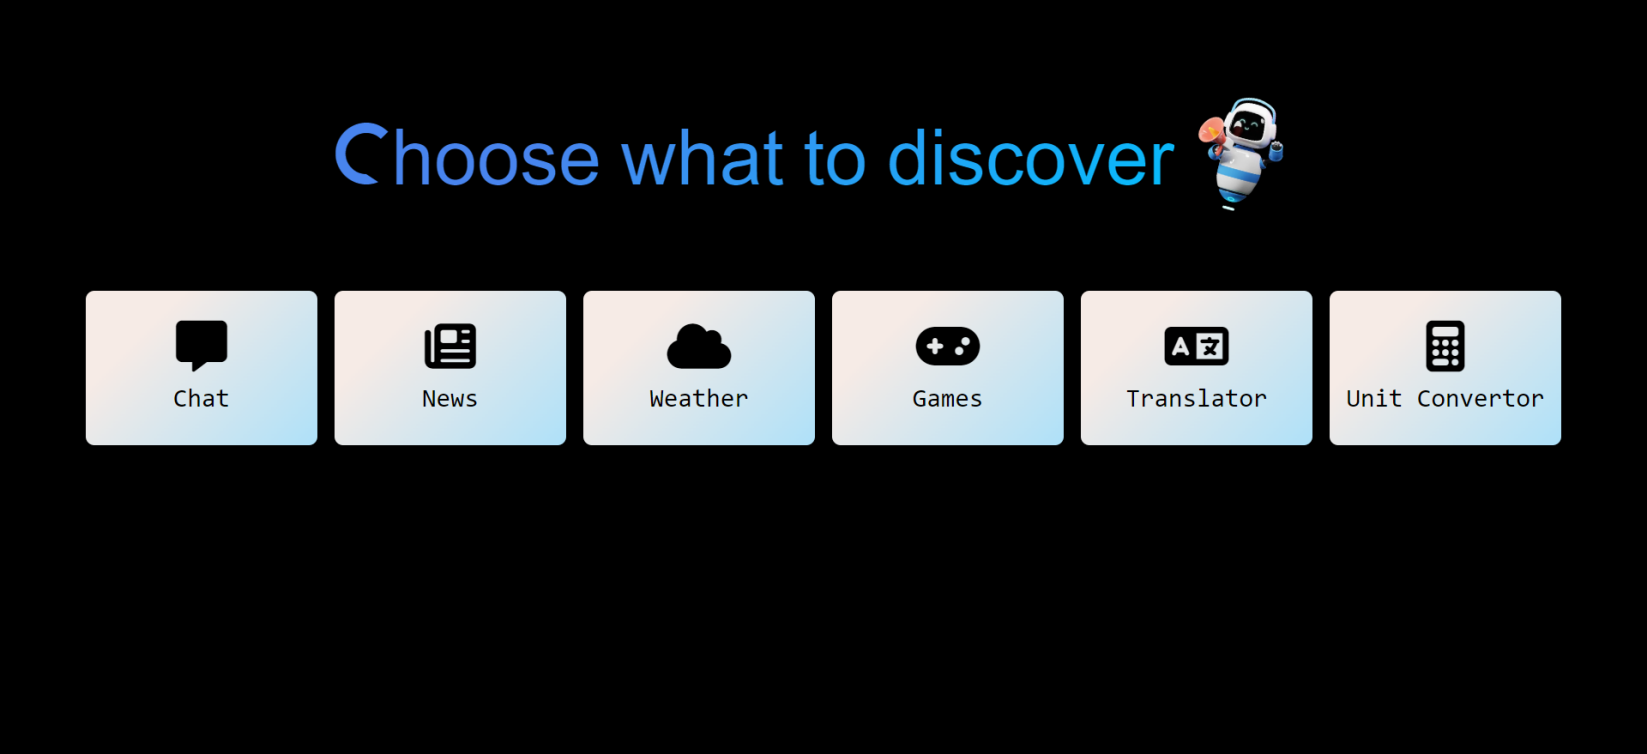 Choose what to discover
Chat
News
Weather
Games
Translator
Unit Convertor